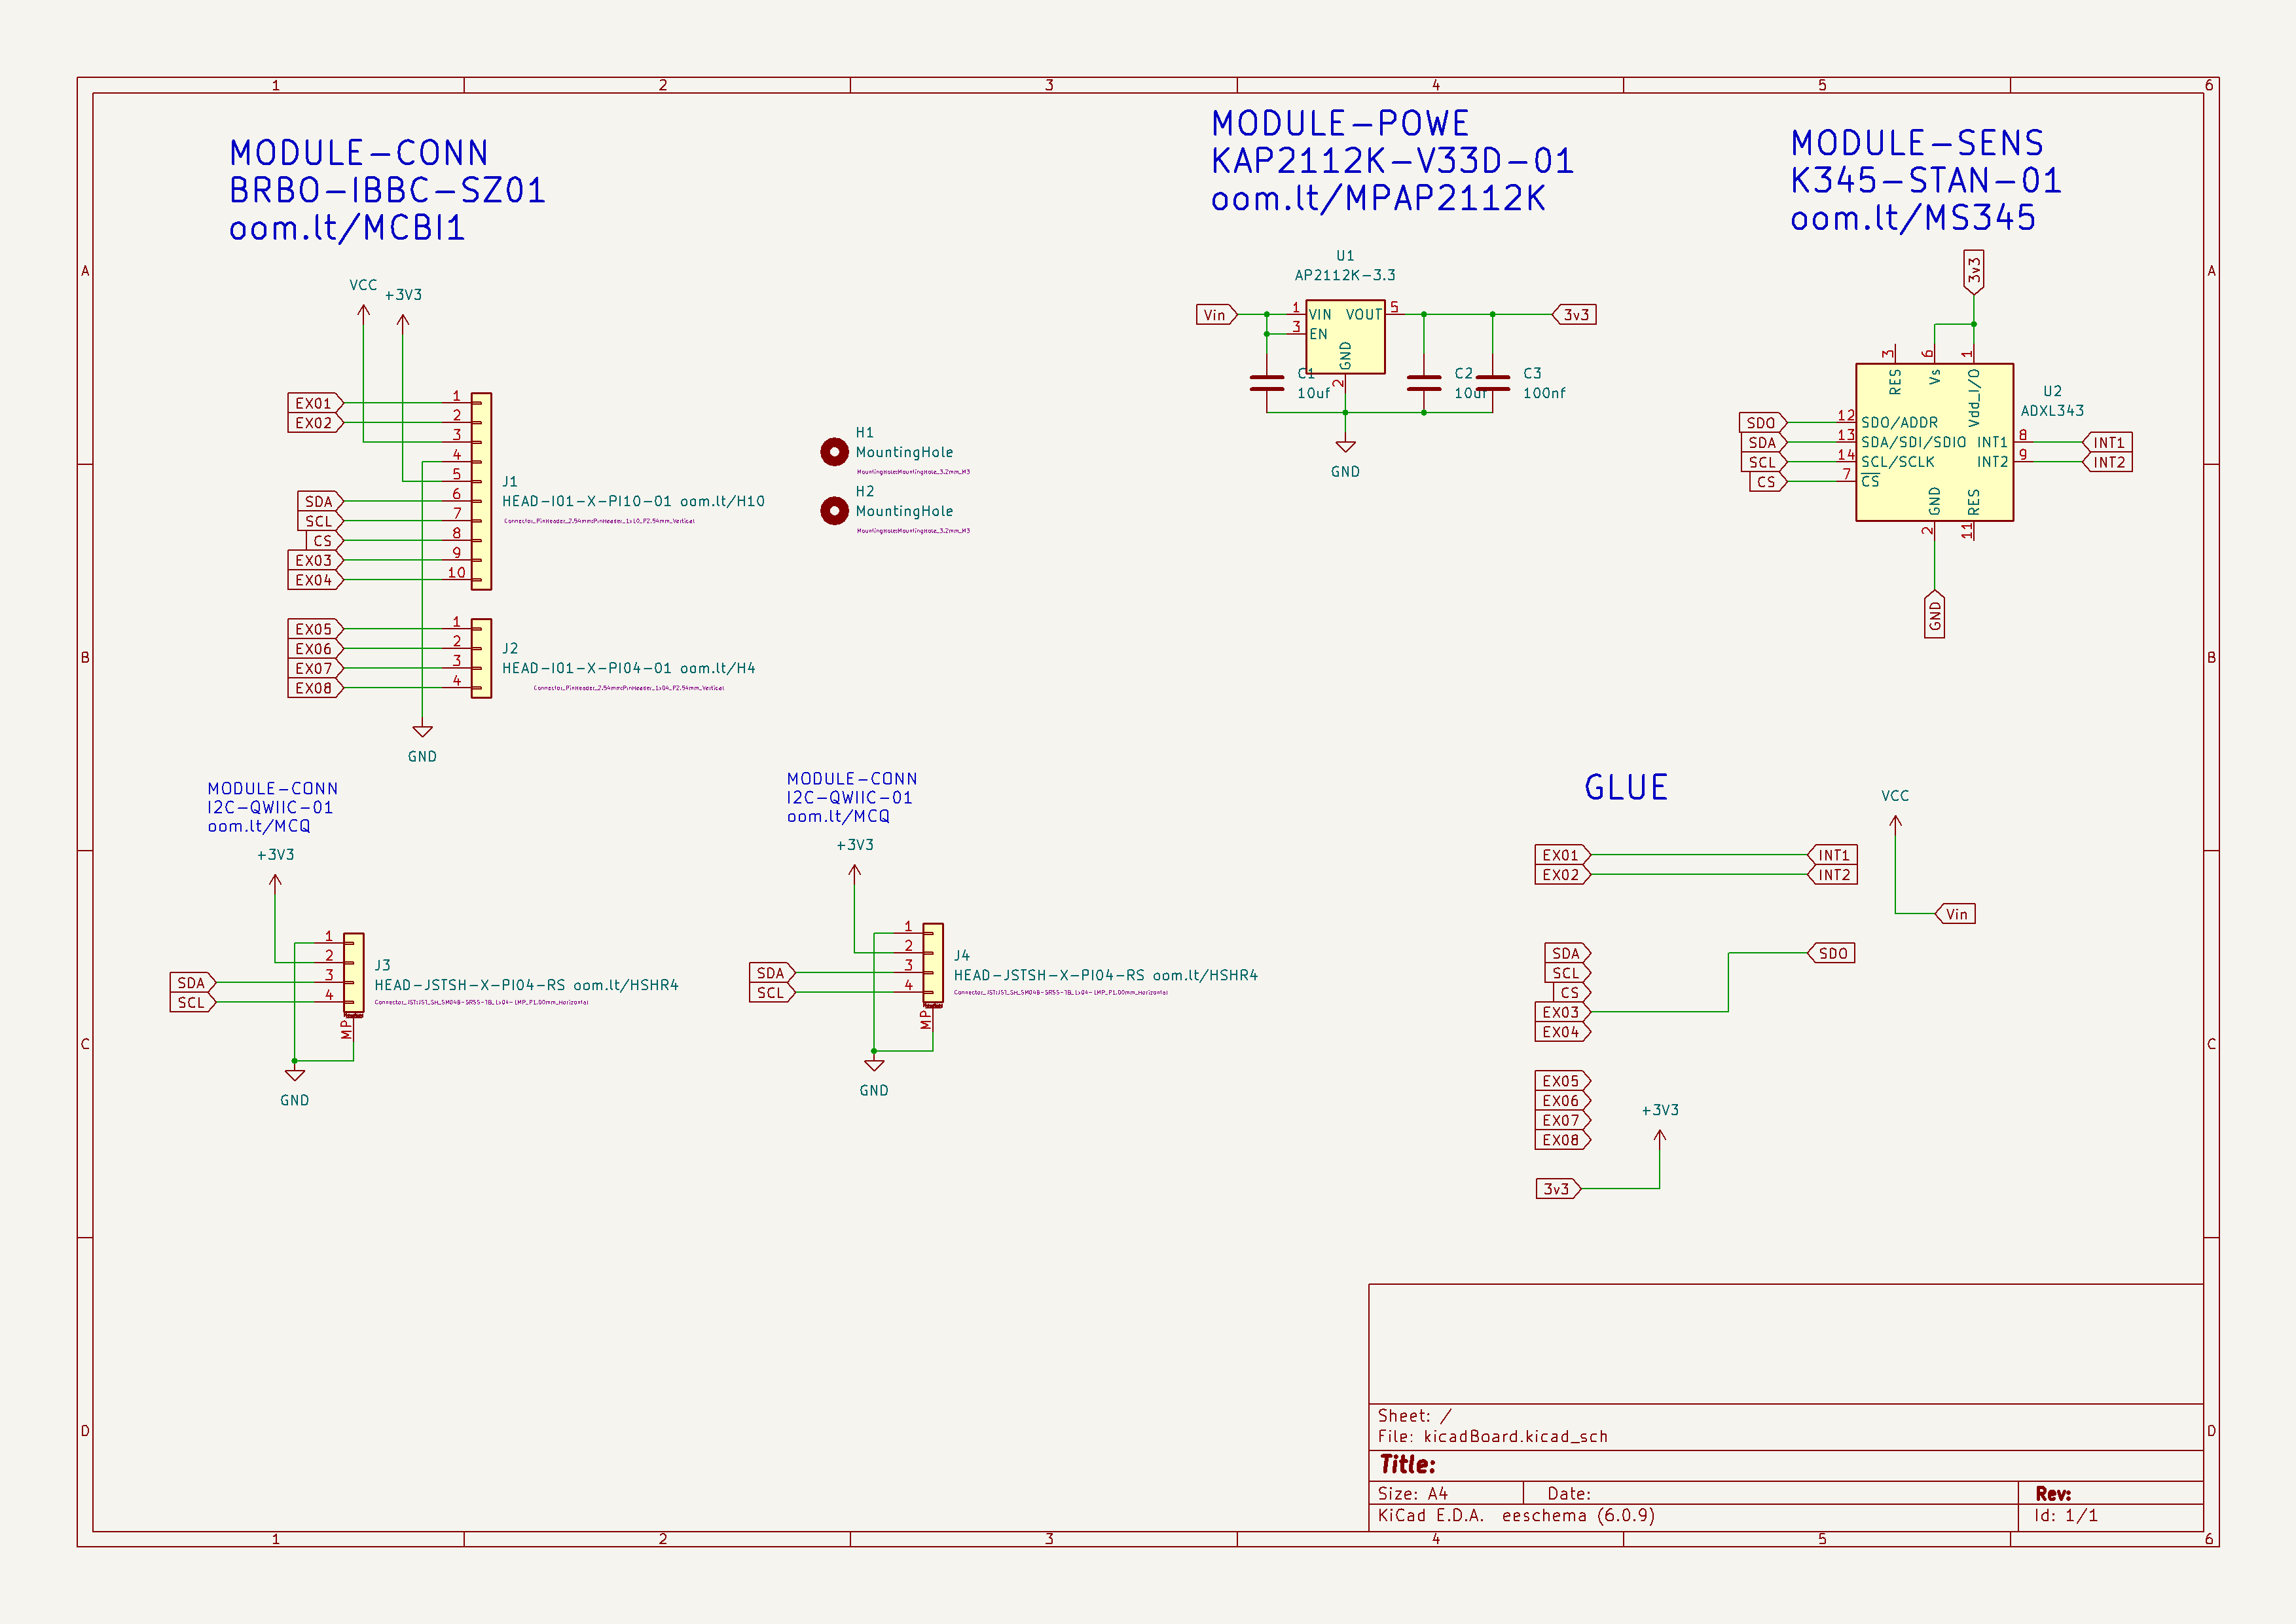 1 2 3 4 5 6
A B C D
MODULE-CONN
BRBO-IBBC-SZ01
oom.lt/MCBI1
VCC
+3V3
EX01 1
EX02 2
3
4
5
SDA 6
SCL 7
CS 8
EX03 9
EX04 10
J1
HEAD-I01-X-PI10-01 oom.lt/H10
Connector_PinHeader_2.54mm:PinHeader_1x10_P2.54mm_Vertical
EX05 1
EX06 2
EX07 3
EX08 4
J2
HEAD-I01-X-PI04-01 oom.lt/H4
Connector_PinHeader_2.54mm:PinHeader_1x04_P2.54mm_Vertical
GND
H1
MountingHole
MountingHole:MountingHole_3.2mm_M3
H2
MountingHole
MountingHole:MountingHole_3.2mm_M3
MODULE-POWE
KAP2112K-V33D-01
oom.lt/MPAP2112K
U1
AP2112K-3.3
Vin 1 VIN VOUT 5 3v3
3 EN
GND
2
C1
10uf
C2
10uf
C3
100nf
GND
MODULE-SENS
K345-STAN-01
oom.lt/MS345
3v3
3 6 1
RES Vs Vdd_I/O
U2
ADXL343
SDO 12 SDO/ADDR
SDA 13 SDA/SDI/SDIO INT1 8 INT1
SCL 14 SCL/SCLK INT2 9 INT2
CS 7 CS
GND RES
2 11
GND
MODULE-CONN
I2C-QWIIC-01
oom.lt/MCQ
+3V3
1
2
SDA 3
SCL 4
MP
J3
HEAD-JSTSH-X-PI04-RS oom.lt/HSHR4
Connector_JST:JST_SH_SM04B-SRSS-TB_1x04-1MP_P1.00mm_Horizontal
GND
MODULE-CONN
I2C-QWIIC-01
oom.lt/MCQ
+3V3
1
2
SDA 3
SCL 4
MP
J4
HEAD-JSTSH-X-PI04-RS oom.lt/HSHR4
Connector_JST:JST_SH_SM04B-SRSS-TB_1x04-1MP_P1.00mm_Horizontal
GND
GLUE
VCC
EX01 INT1
EX02 INT2
Vin
SDA SDO
SCL
CS
EX03
EX04
EX05
EX06
EX07
EX08
+3V3
3v3
Sheet: /
File: kicadBoard.kicad_sch
Title:
Size: A4 Date: Rev:
KiCad E.D.A. eeschema (6.0.9) Id: 1/1
A B C D
1 2 3 4 5 6